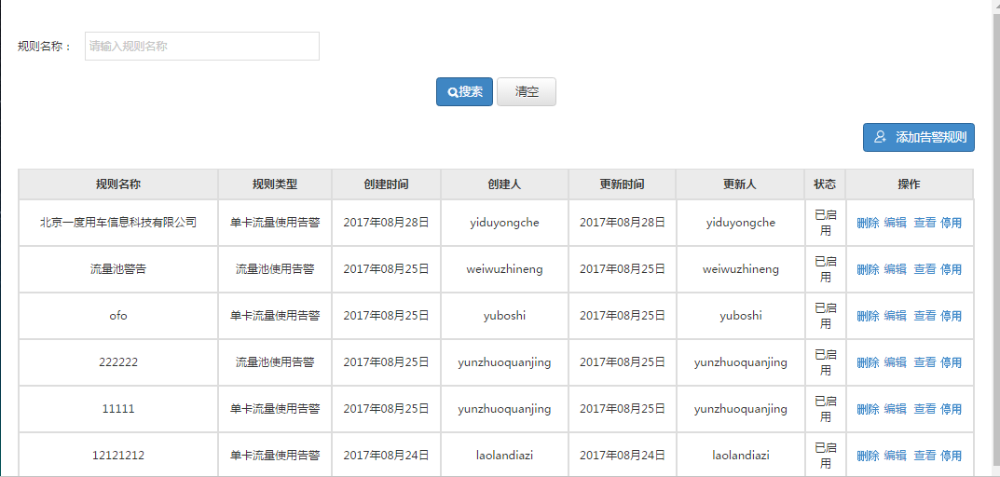 规则名称： 请输入规则名称
搜索 清空
添加告警规则
规则名称 规则类型 创建时间 创建人 更新时间 更新人 状态 操作
北京一度用车信息科技有限公司 单卡流量使用告警 2017年08月28日 yiduyongche 2017年08月28日 yiduyongche 已启用 删除 编辑 查看 停用
流量池警告 流量池使用告警 2017年08月25日 weiwuzhineng 2017年08月25日 weiwuzhineng 已启用 删除 编辑 查看 停用
ofo 单卡流量使用告警 2017年08月25日 yuboshi 2017年08月25日 yuboshi 已启用 删除 编辑 查看 停用
222222 流量池使用告警 2017年08月25日 yunzhuoquanjing 2017年08月25日 yunzhuoquanjing 已启用 删除 编辑 查看 停用
11111 单卡流量使用告警 2017年08月25日 yunzhuoquanjing 2017年08月25日 yunzhuoquanjing 已启用 删除 编辑 查看 停用
12121212 单卡流量使用告警 2017年08月24日 laolandiazi 2017年08月24日 laolandiazi 已启用 删除 编辑 查看 停用